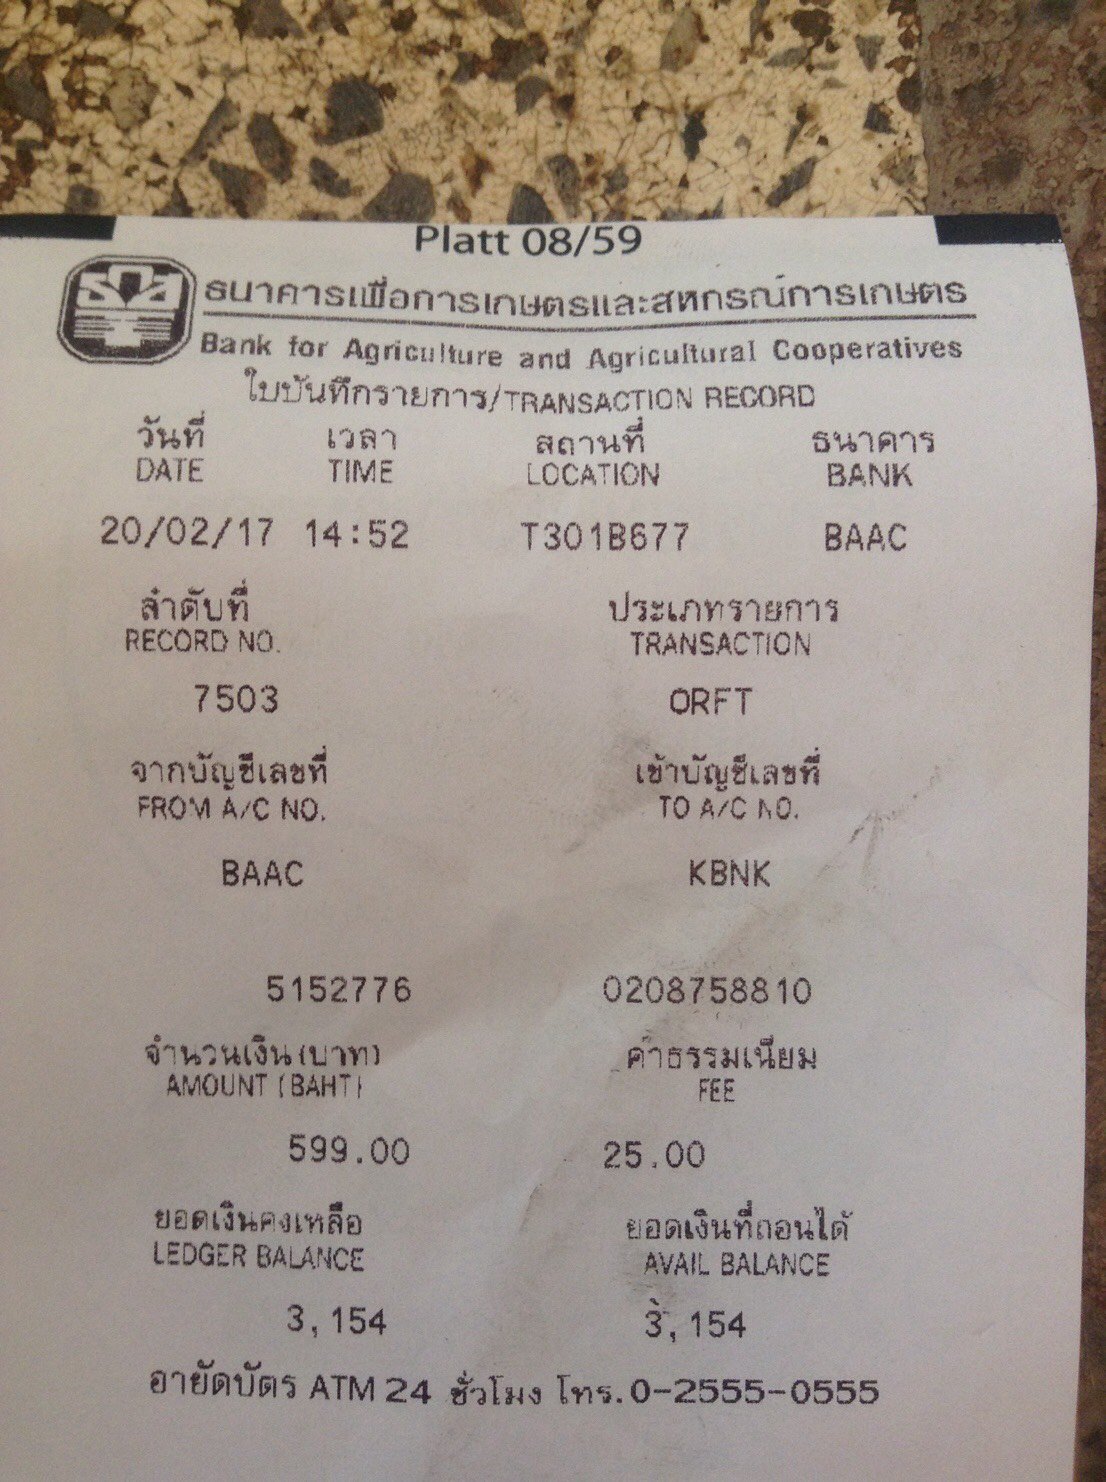 Platt 08/59
ธนาคารเพื่อการเกษตรและสหกรณ์การเกษตร
Bank for Agriculture and Agricultural Cooperatives
ใบบันทึกรายการ/TRANSACTION RECORD
วันที่ เวลา สถานที่ ธนาคาร
DATE TIME LOCATION BANK
20/02/17 14:52 T301B677 BAAC
ลำดับที่ ประเภทรายการ
RECORD NO. TRANSACTION
7503 ORFT
จากบัญชีเลขที่ เข้าบัญชีเลขที่
FROM A/C NO. TO A/C NO.
BAAC KBNK
5152776 0208758810
จำนวนเงิน (บาท) ค่าธรรมเนียม
AMOUNT (BAHT) FEE
599.00 25.00
ยอดเงินคงเหลือ ยอดเงินที่ถอนได้
LEDGER BALANCE AVAIL BALANCE
3,154 3,154
อายัดบัตร ATM 24 ชั่วโมง โทร.0-2555-0555